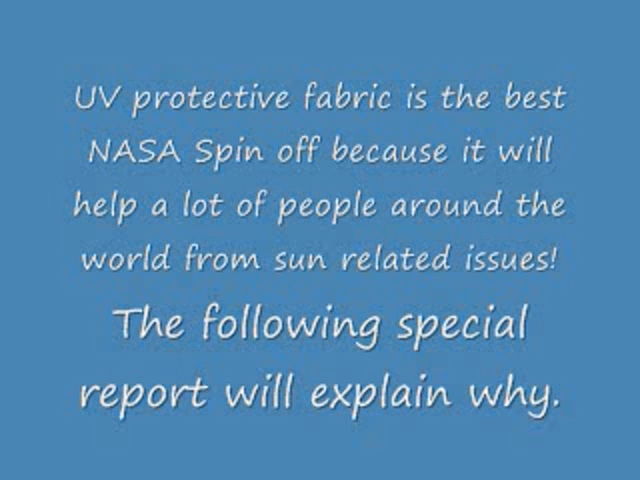 UV protective fabric is the best
NASA Spin off because it will
help a lot of people around the
world from sun related issues!
The following special
report will explain why.